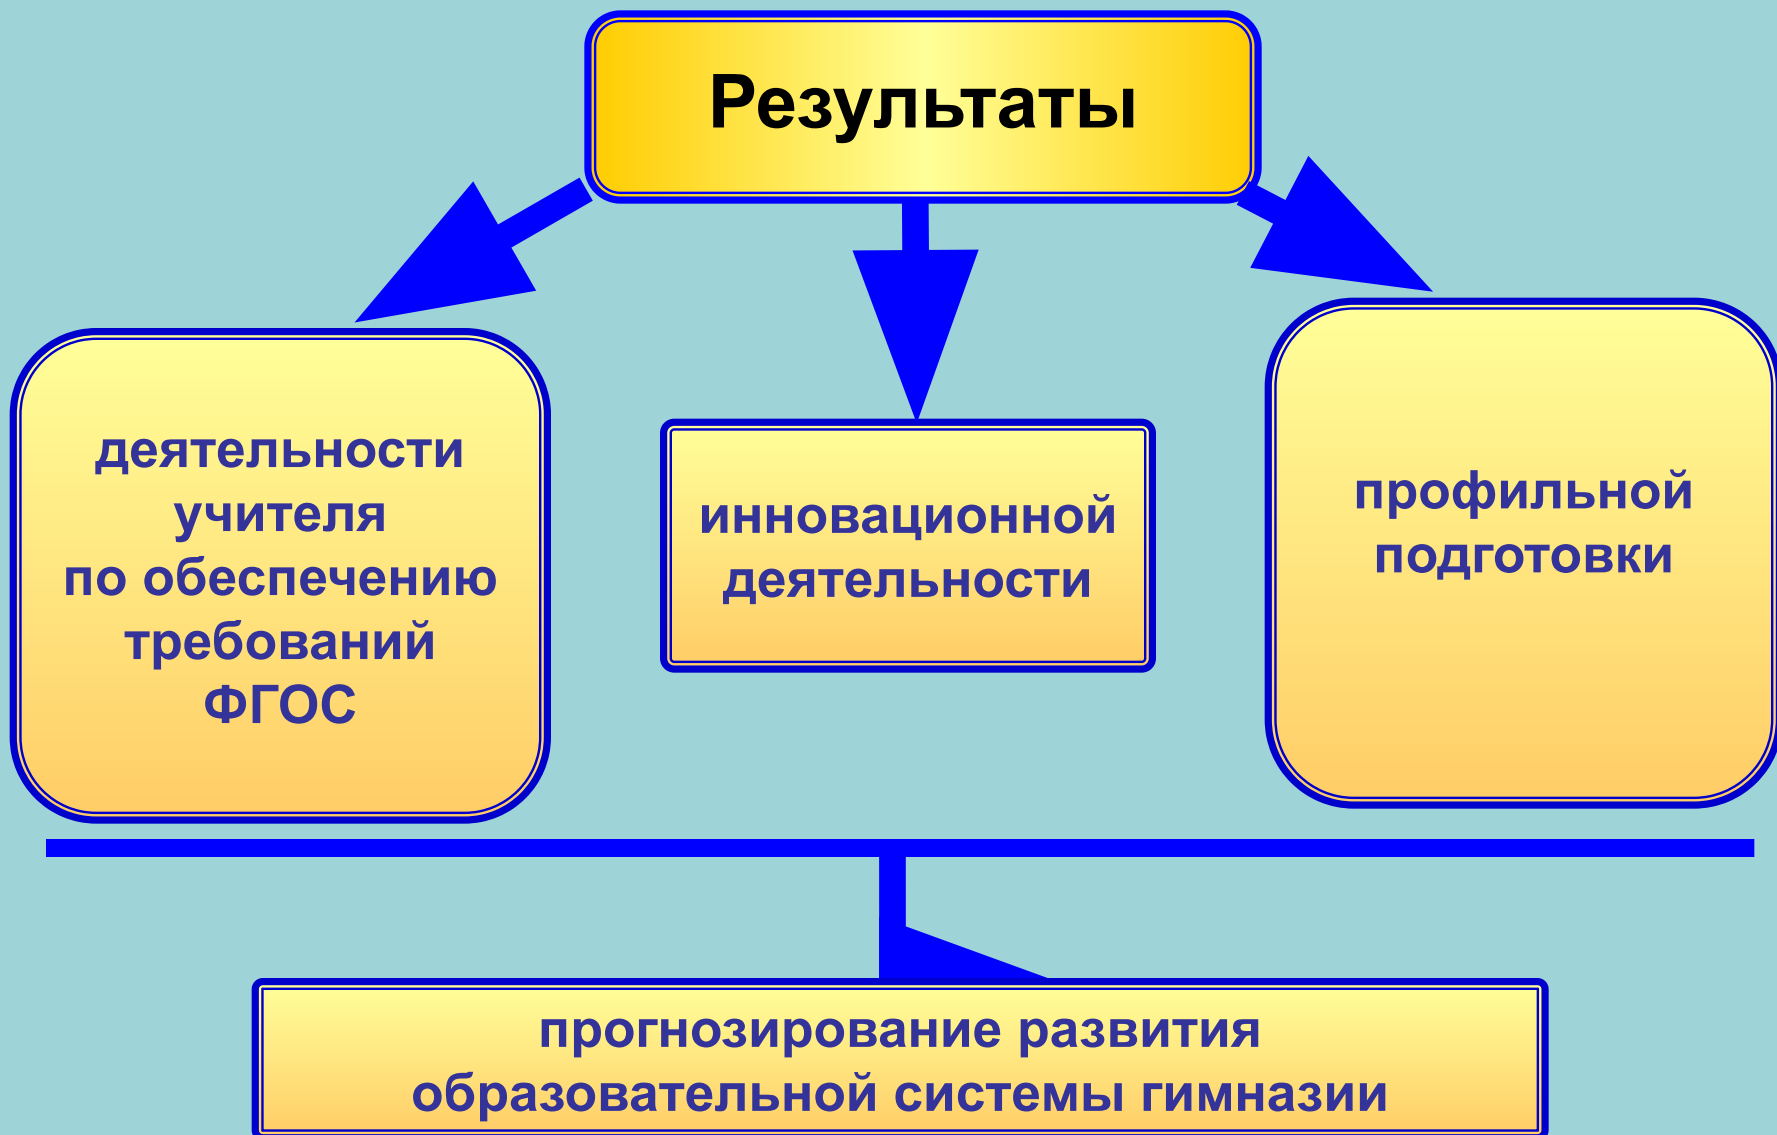 Результаты
деятельности
учителя
по обеспечению
требований
ФГОС
инновационной
деятельности
профильной
подготовки
прогнозирование развития
образовательной системы гимназии